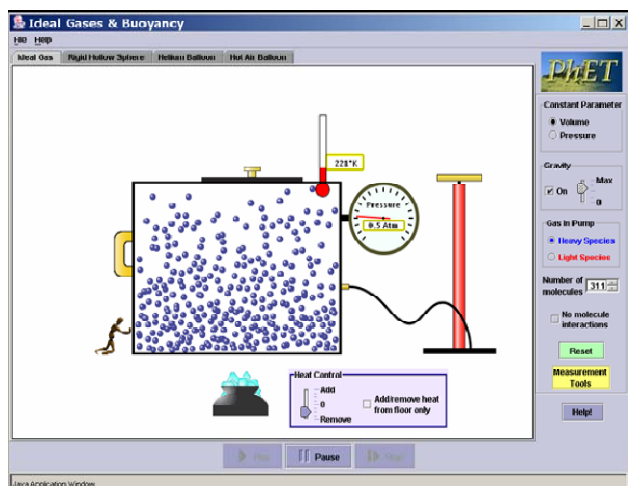 Ideal Gases & Buoyancy
File Help
Ideal Gas Rigid Hollow Sphere Helium Balloon Hot Air Balloon
PhET
Constant Parameter
Volume
Pressure
Gravity
On
Max
0
Gas In Pump
Heavy Species
Light Species
Number of
molecules
311
No molecule
interactions
Reset
Measurement
Tools
Help!
228°K
Pressure
0.5 Atm
Heat Control
Add
0
Remove
Add/remove heat
from floor only
Pause
Java Application Window